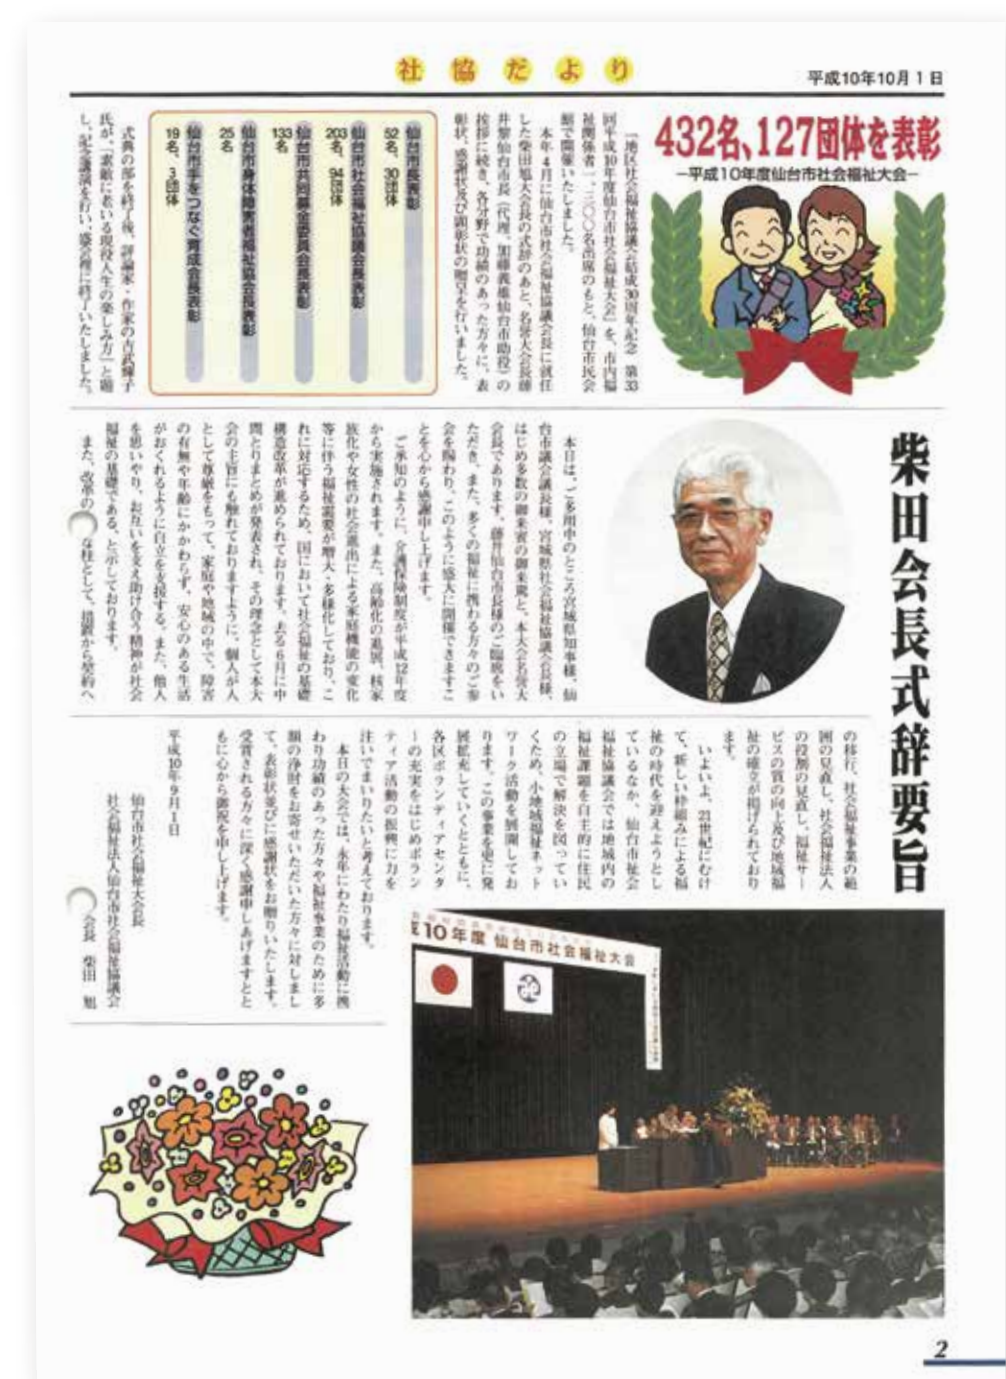 社協だより
平成10年10月1日
432名、127団体を表彰
―平成10年度仙台市社会福祉大会―
「地区社会福祉協議会結成30周年記念　第33
回平成10年度仙台市社会福祉大会」を、市内福
祉関係者一、三〇〇名出席のもと、仙台市民会
館で開催いたしました。
本年4月に仙台市社会福祉協議会長に就任
した柴田旭大会長の式辞のあと、名誉大会長藤
井黎仙台市長（代理、加藤義雄仙台市助役）の
挨拶に続き、各分野で功績のあった方々に、表
彰状、感謝状及び顕彰状の贈呈を行いました。
仙台市長表彰
52名、30団体
仙台市社会福祉協議会長表彰
203名、94団体
仙台市共同募金委員会長表彰
133名
仙台市身体障害者福祉協会長表彰
25名
仙台市手をつなぐ育成会長表彰
19名、3団体
式典の部を終了後、評論家・作家の吉武輝子
氏が、「素敵に老いる現役人生の楽しみ方」と題
し、記念講演を行い、盛会裡に終了いたしました。
柴田会長式辞要旨
本日は、ご多用中のところ宮城県知事様、仙
台市議会議長様、宮城県社会福祉協議会会長様、
はじめ多数の御来賓の御来駕と、本大会名誉大
会長であります、藤井仙台市長様のご臨席をい
ただき、また、多くの福祉に携わる方々のご参
会を賜わり、このように盛大に開催できますこ
とを心から感謝申し上げます。
ご承知のように、介護保険制度が平成12年度
から実施されます。また、高齢化の進展、核家
族化や女性の社会進出による家庭機能の変化
等に伴う福祉需要が増大・多様化しており、こ
れに対応するため、国において社会福祉の基礎
構造改革が進められております。去る6月に中
間とりまとめが発表され、その理念として本大
会の主旨にも触れておりますように、個人が人
として尊厳をもって、家庭や地域の中で、障害
の有無や年齢にかかわらず、安心のある生活
がおくれるように自立を支援する。また、他人
を思いやり、お互いを支え助け合う精神が社会
福祉の基礎である、と示しております。
また、改革の　な柱として、措置から契約へ
の移行、社会福祉事業の範
囲の見直し、社会福祉法人
の役割の見直し、福祉サー
ビスの質の向上及び地域福
祉の確立が掲げられており
ます。
いよいよ、21世紀にむけ
て、新しい枠組みによる福
祉の時代を迎えようとし
ているなか、仙台市社会
福祉協議会では地域内の
福祉課題を自主的に住民
の立場で解決を図ってい
くため、小地域福祉ネット
ワーク活動を展開してお
ります。この事業を更に発
展拡充していくとともに、
各区ボランティアセンタ
ーの充実をはじめボラン
ティア活動の振興に力を
注いでまいりたいと考えております。
本日の大会では、永年にわたり福祉活動に携
わり功績のあった方々や福祉事業のために多
額の浄財をお寄せいただいた方々に対しまし
て、表彰状並びに感謝状をお贈りいたします。
受賞される方々に深く感謝申しあげますとと
もに心から御祝を申し上げます。
平成10年9月1日
仙台市社会福祉大会長
社会福祉法人仙台市社会福祉協議会
会長　柴田　旭
成10年度 仙台市社会福祉大会
2